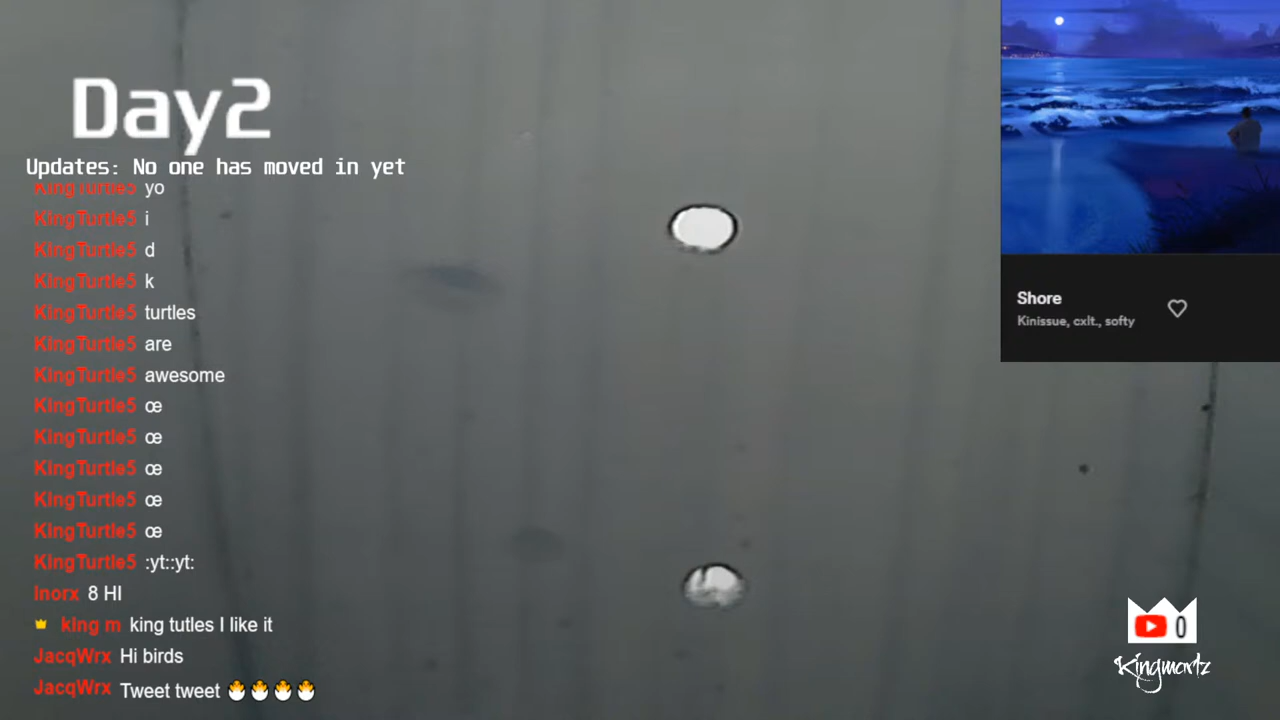 Day2
Updates: No one has moved in yet
KingTurtle5 yo
KingTurtle5 i
KingTurtle5 d
KingTurtle5 k
KingTurtle5 turtles
KingTurtle5 are
KingTurtle5 awesome
KingTurtle5 œ
KingTurtle5 œ
KingTurtle5 œ
KingTurtle5 œ
KingTurtle5 œ
KingTurtle5 :yt::yt:
Inorx 8 HI
king m king tutles I like it
JacqWrx Hi birds
JacqWrx Tweet tweet 🐣🐣🐣🐣
Shore
Kinissue, cxlt., softy
0
Kingmartz